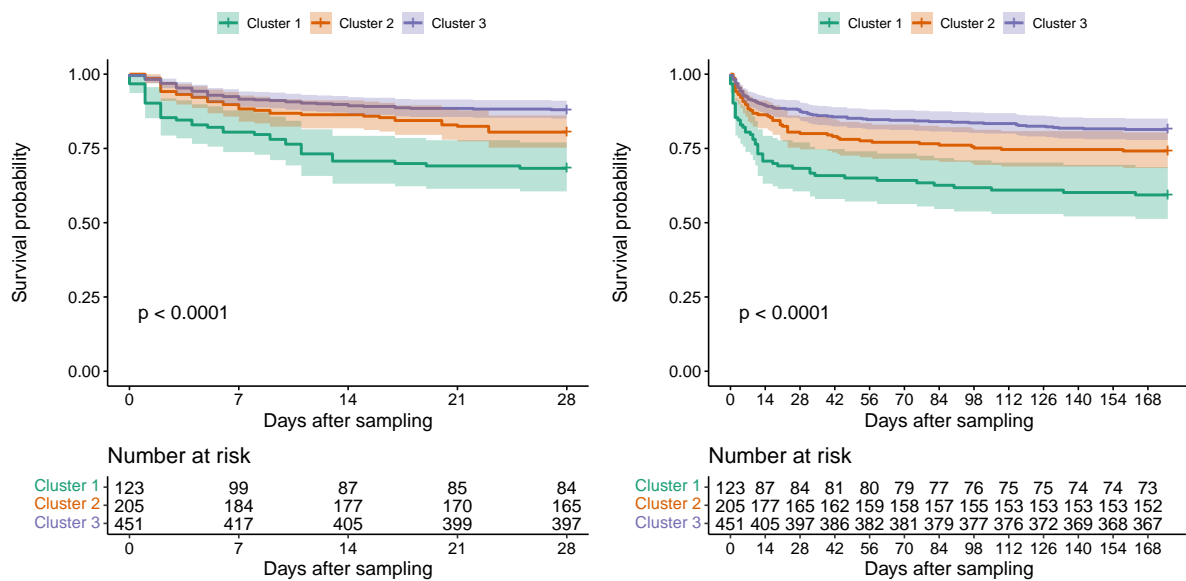 Cluster 1 Cluster 2 Cluster 3
1.00
0.75
0.50
0.25
0.00
Survival probability
p < 0.0001
0 7 14 21 28
Days after sampling
Number at risk
Cluster 1 123 99 87 85 84
Cluster 2 205 184 177 170 165
Cluster 3 451 417 405 399 397
0 7 14 21 28
Days after sampling
Cluster 1 Cluster 2 Cluster 3
1.00
0.75
0.50
0.25
0.00
Survival probability
p < 0.0001
0 14 28 42 56 70 84 98 112 126 140 154 168
Days after sampling
Number at risk
Cluster 1 123 87 84 81 80 79 77 76 75 75 74 74 73
Cluster 2 205 177 165 162 159 158 157 155 153 153 153 153 152
Cluster 3 451 405 397 386 382 381 379 377 376 372 369 368 367
0 14 28 42 56 70 84 98 112 126 140 154 168
Days after sampling